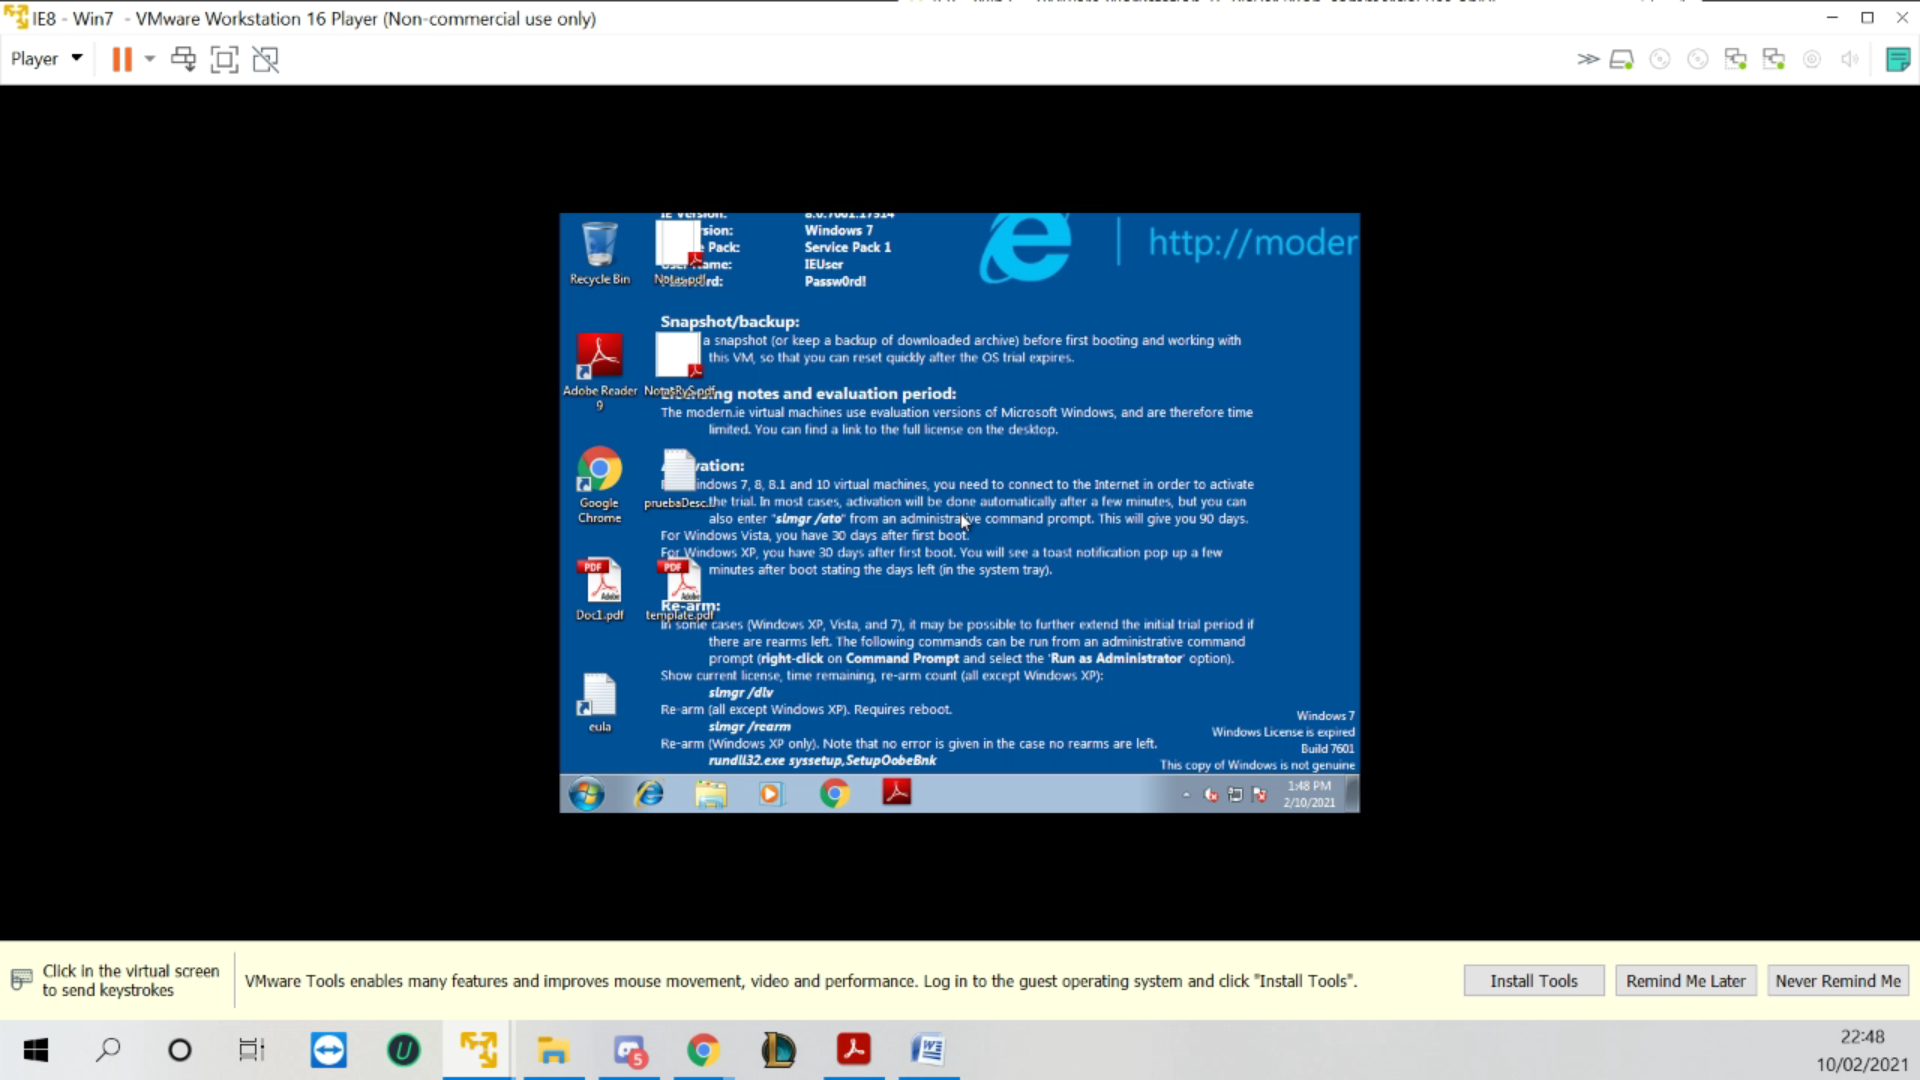 IE8 - Win7 - VMware Workstation 16 Player (Non-commercial use only)
Player
IE Version: 8.0.7601.17514
rsion: Windows 7
e Pack: Service Pack 1
User Name: IEUser
rd: Passw0rd!
http://moder
Recycle Bin
Notas.pdf
Snapshot/backup:
a snapshot (or keep a backup of downloaded archive) before first booting and working with
this VM, so that you can reset quickly after the OS trial expires.
Adobe Reader
9
ng notes and evaluation period:
The modern.ie virtual machines use evaluation versions of Microsoft Windows, and are therefore time
limited. You can find a link to the full license on the desktop.
vation:
indows 7, 8, 8.1 and 10 virtual machines, you need to connect to the Internet in order to activate
the trial. In most cases, activation will be done automatically after a few minutes, but you can
also enter "slmgr /ato" from an administrative command prompt. This will give you 90 days.
Google
Chrome
pruebaDesc...
For Windows Vista, you have 30 days after first boot.
For Windows XP, you have 30 days after first boot. You will see a toast notification pop up a few
minutes after boot stating the days left (in the system tray).
PDF
Adobe
Doc1.pdf
PDF
Adobe
template.pdf
Re-arm:
In some cases (Windows XP, Vista, and 7), it may be possible to further extend the initial trial period if
there are rearms left. The following commands can be run from an administrative command
prompt (right-click on Command Prompt and select the 'Run as Administrator' option).
Show current license, time remaining, re-arm count (all except Windows XP):
slmgr /dlv
Re-arm (all except Windows XP). Requires reboot.
slmgr /rearm
Re-arm (Windows XP only). Note that no error is given in the case no rearms are left.
rundll32.exe syssetup,SetupOobeBnk
eula
Windows 7
Windows License is expired
Build 7601
This copy of Windows is not genuine
1:48 PM
2/10/2021
Click in the virtual screen
to send keystrokes
VMware Tools enables many features and improves mouse movement, video and performance. Log in to the guest operating system and click "Install Tools".
Install Tools
Remind Me Later
Never Remind Me
5
22:48
10/02/2021